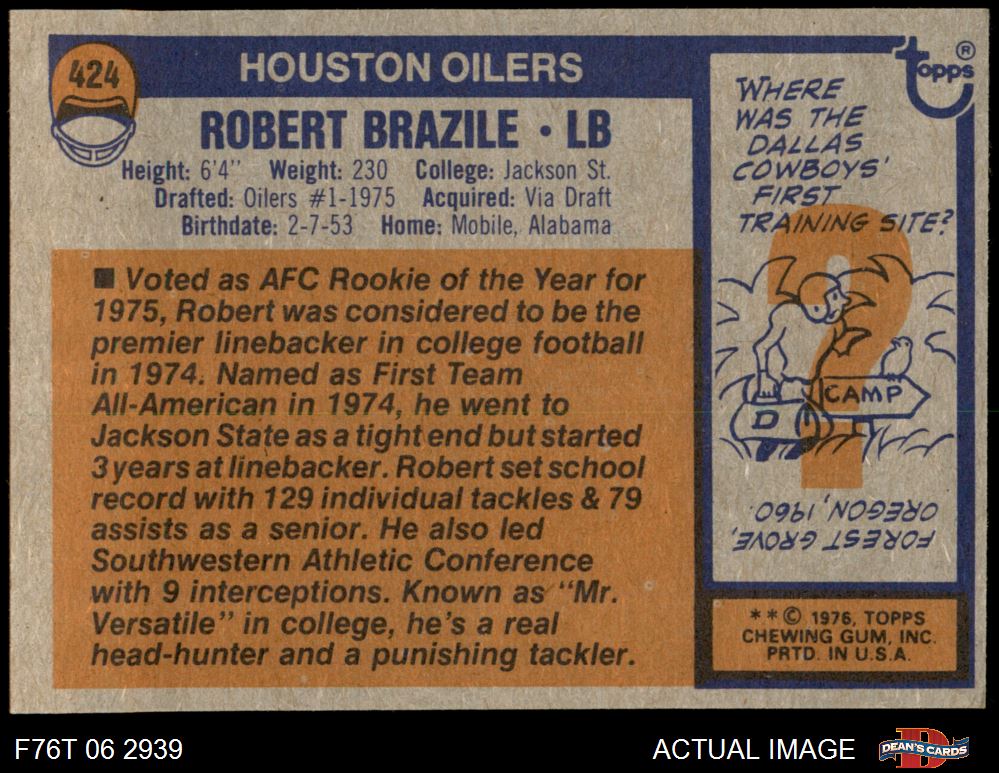 424
HOUSTON OILERS
ROBERT BRAZILE • LB
Height: 6'4" Weight: 230 College: Jackson St.
Drafted: Oilers #1-1975 Acquired: Via Draft
Birthdate: 2-7-53 Home: Mobile, Alabama
■ Voted as AFC Rookie of the Year for
1975, Robert was considered to be the
premier linebacker in college football
in 1974. Named as First Team
All-American in 1974, he went to
Jackson State as a tight end but started
3 years at linebacker. Robert set school
record with 129 individual tackles & 79
assists as a senior. He also led
Southwestern Athletic Conference
with 9 interceptions. Known as "Mr.
Versatile" in college, he's a real
head-hunter and a punishing tackler.
Topps ®
WHERE
WAS THE
DALLAS
COWBOYS'
FIRST
TRAINING SITE?
?
CAMP
D
FOREST GROVE,
OREGON, 1960.
**© 1976, TOPPS
CHEWING GUM, INC.
PRTD. IN U.S.A.
F76T 06 2939
ACTUAL IMAGE
D
DEAN'S CARDS